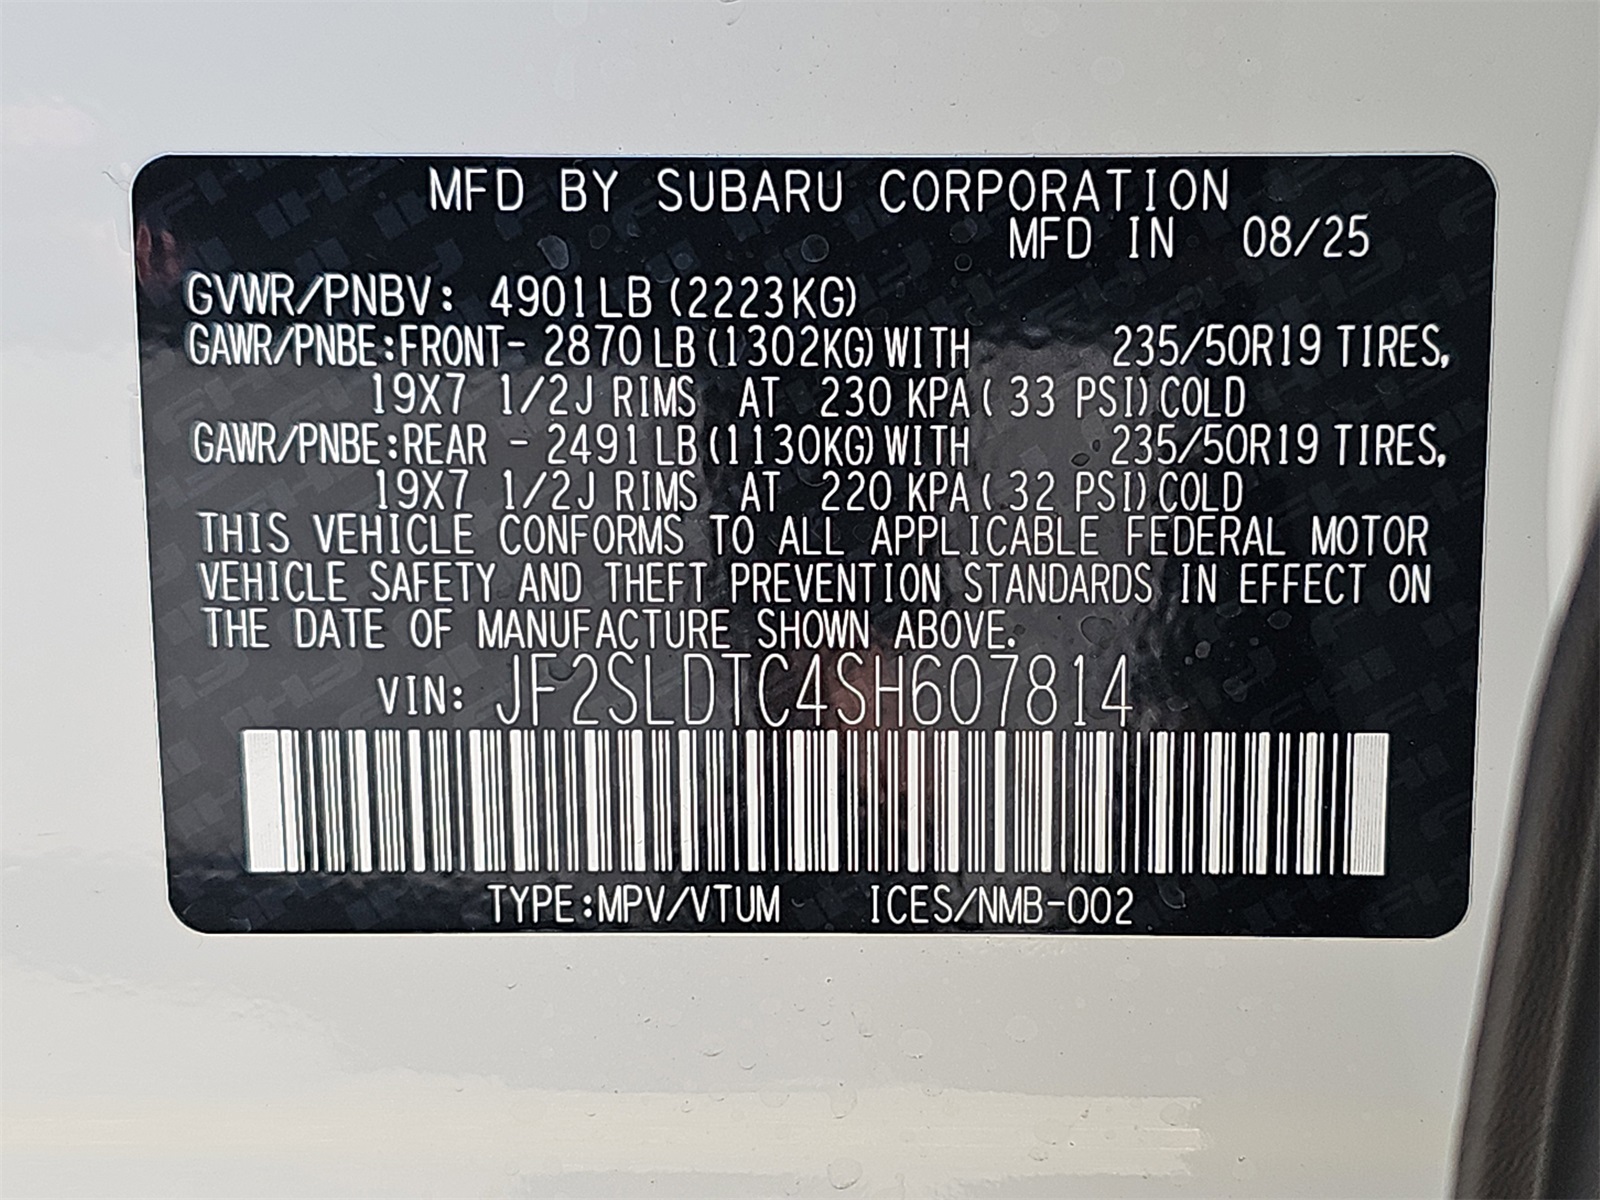 MFD BY SUBARU CORPORATION
MFD IN 08/25
GVWR/PNBV: 4901LB (2223KG)
GAWR/PNBE:FRONT- 2870LB(1302KG)WITH 235/50R19 TIRES,
19X7 1/2J RIMS AT 230 KPA( 33 PSI)COLD
GAWR/PNBE:REAR - 2491LB(1130KG)WITH 235/50R19 TIRES,
19X7 1/2J RIMS AT 220 KPA( 32 PSI)COLD
THIS VEHICLE CONFORMS TO ALL APPLICABLE FEDERAL MOTOR
VEHICLE SAFETY AND THEFT PREVENTION STANDARDS IN EFFECT ON
THE DATE OF MANUFACTURE SHOWN ABOVE.
VIN: JF2SLDTC4SH607814
TYPE:MPV/VTUM ICES/NMB-002